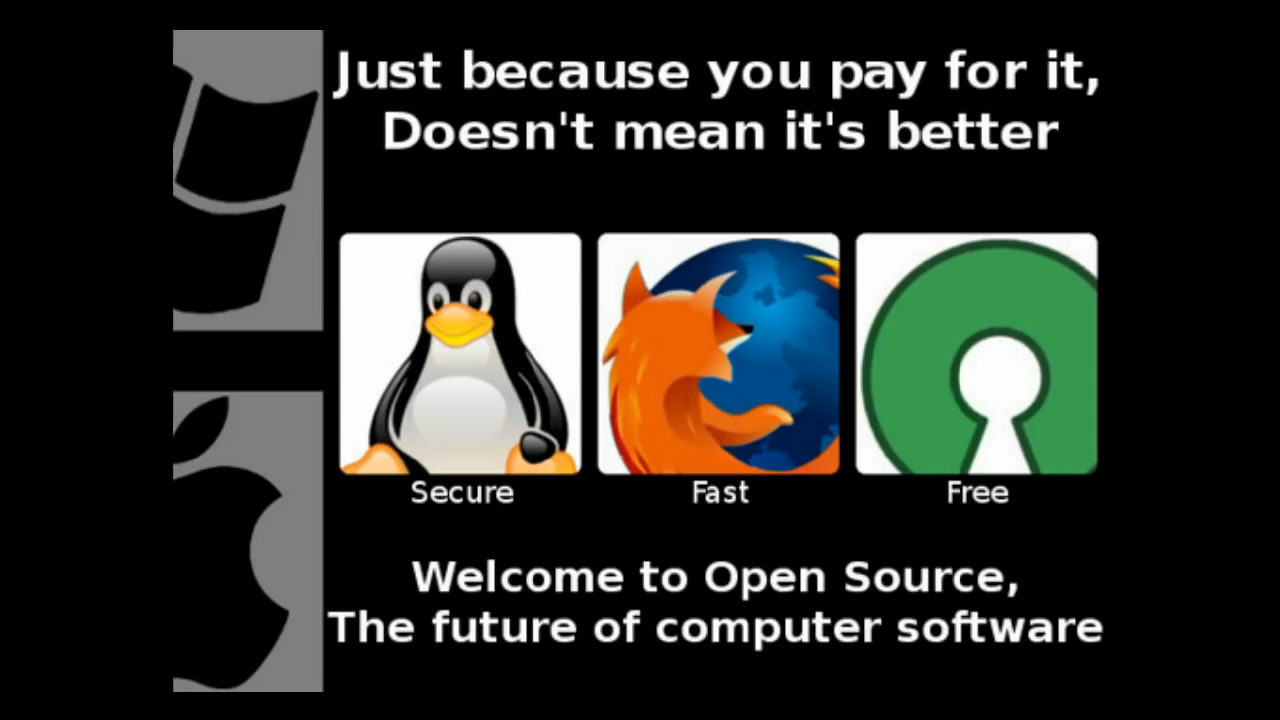 Just because you pay for it,
Doesn't mean it's better
Secure
Fast
Free
Welcome to Open Source,
The future of computer software